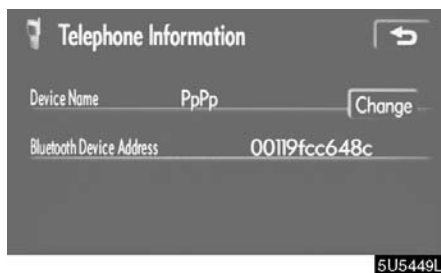 Telephone Information
Device Name PpPp Change
Bluetooth Device Address 00119fcc648c
5U5449L